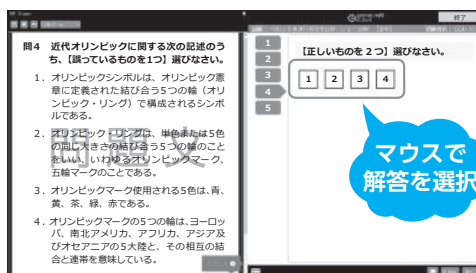 終了
問4 近代オリンピックに関する次の記述のう
ち、【誤っているものを1つ】選びなさい。
1．オリンピックシンボルは、オリンピック憲
章に定義された結び合う5つの輪（オリ
ンピック・リング）で構成されるシンボ
ルである。
2．オリンピック・リングは、単色または5色
の同じ大きさの結び合う5つの輪のこと
をいい、いわゆるオリンピックマーク、
五輪マークのことである。
3．オリンピックマーク使用される5色は、青、
黄、茶、緑、赤である。
4．オリンピックマークの5つの輪は、ヨーロッ
パ、南北アメリカ、アフリカ、アジア及
びオセアニアの5大陸と、その相互の結
合と連帯を意味している。
問題文
1
2
3
4
5
【正しいものを２つ】選びなさい。
1 2 3 4
マウスで
解答を選択